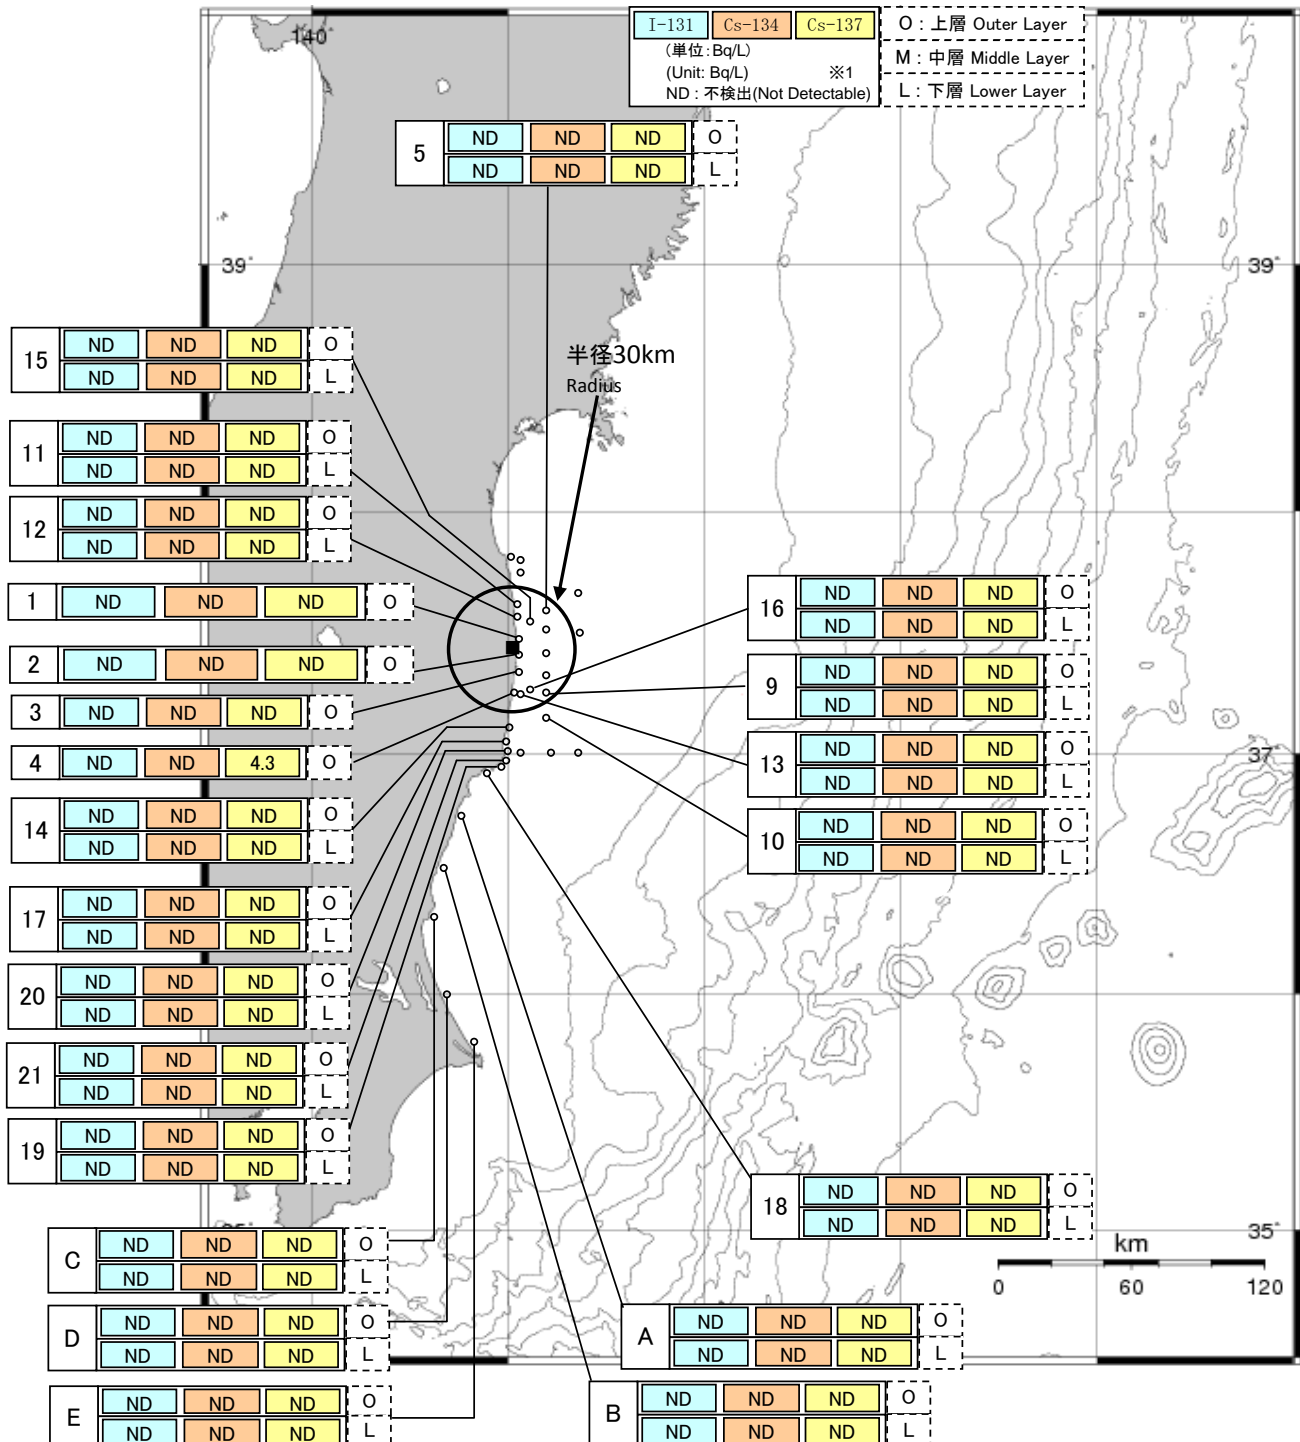 I-131 Cs-134 Cs-137
(単位:Bq/L)
(Unit: Bq/L) ※1
ND : 不検出(Not Detectable)
O : 上層 Outer Layer
M : 中層 Middle Layer
L : 下層 Lower Layer
140°
5
ND ND ND O
ND ND ND L
39°
39°
半径30km
Radius
15
ND ND ND O
ND ND ND L
11
ND ND ND O
ND ND ND L
12
ND ND ND O
ND ND ND L
1 ND ND ND O
2 ND ND ND O
3 ND ND ND O
4 ND ND 4.3 O
14
ND ND ND O
ND ND ND L
17
ND ND ND O
ND ND ND L
20
ND ND ND O
ND ND ND L
21
ND ND ND O
ND ND ND L
19
ND ND ND O
ND ND ND L
16
ND ND ND O
ND ND ND L
9
ND ND ND O
ND ND ND L
37°
13
ND ND ND O
ND ND ND L
10
ND ND ND O
ND ND ND L
18
ND ND ND O
ND ND ND L
35°
km
0 60 120
C
ND ND ND O
ND ND ND L
D
ND ND ND O
ND ND ND L
E
ND ND ND O
ND ND ND L
A
ND ND ND O
ND ND ND L
B
ND ND ND O
ND ND ND L